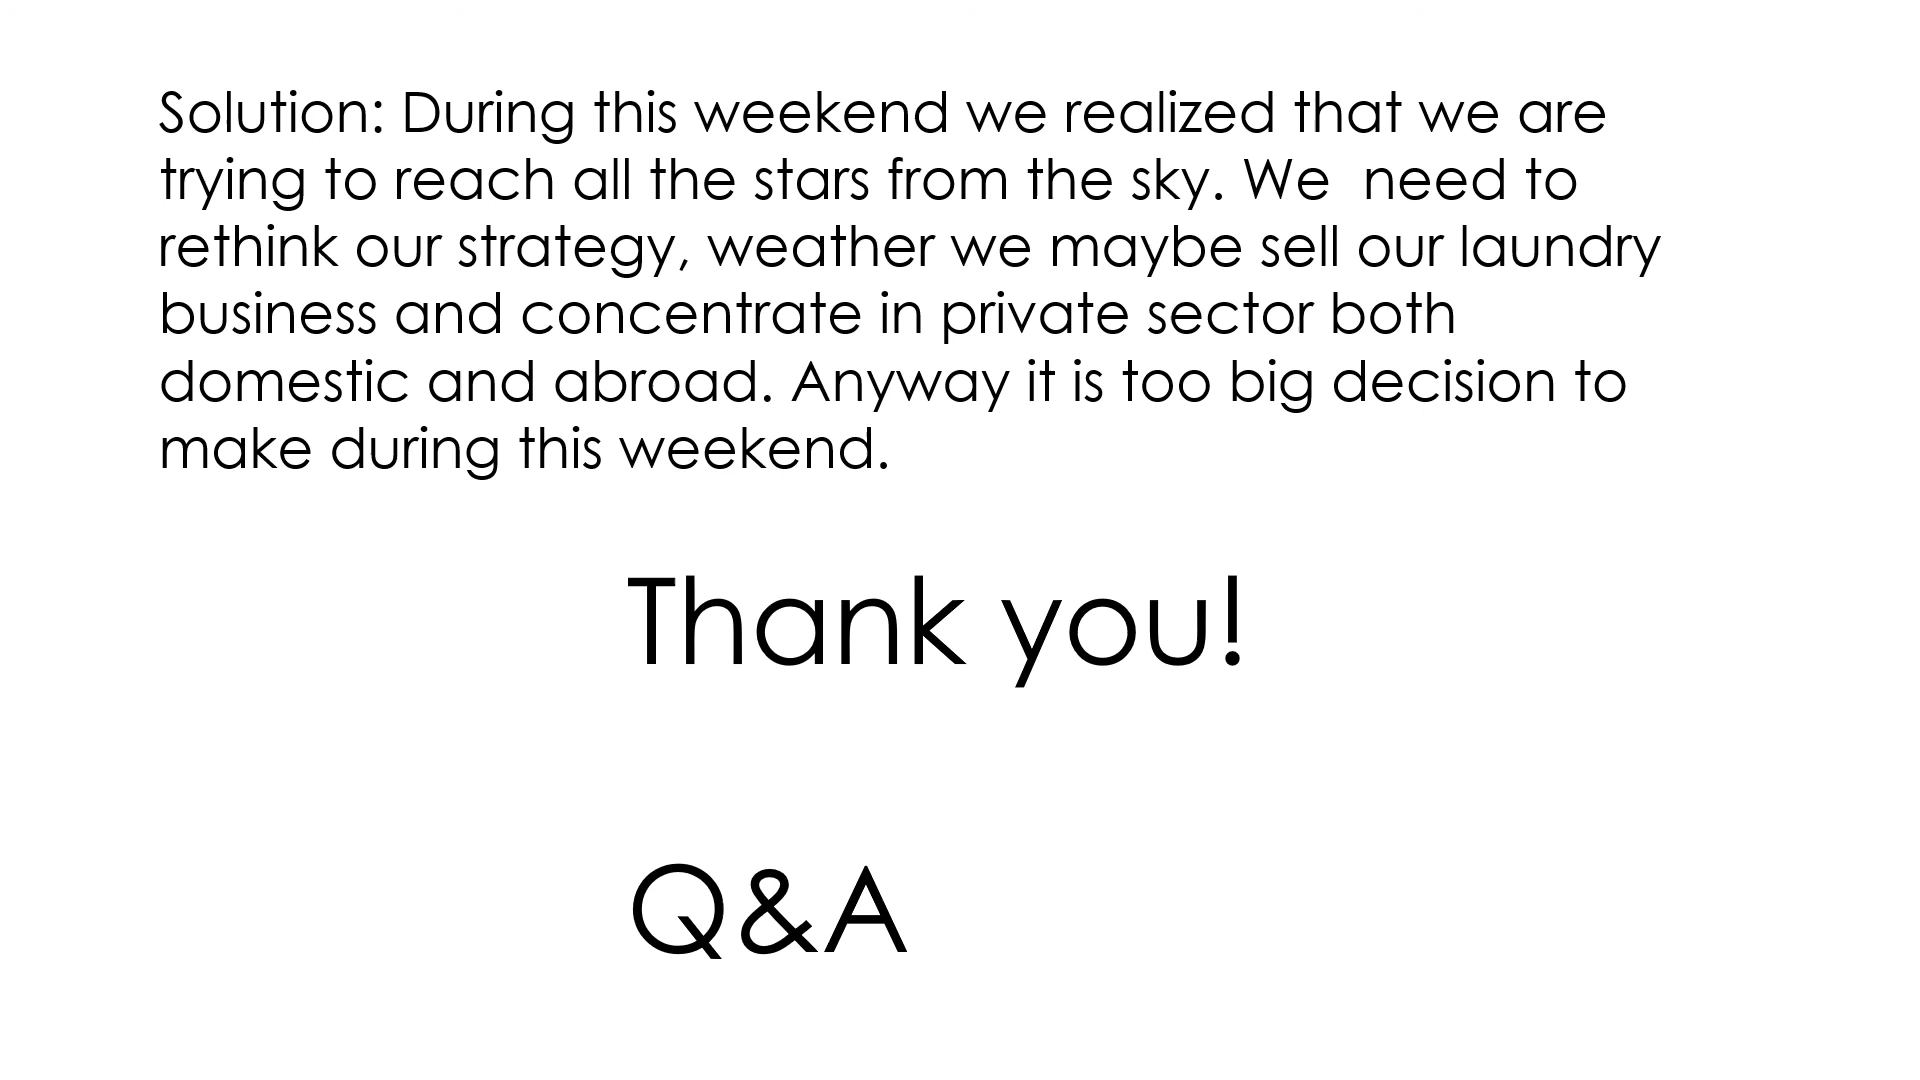 Solution: During this weekend we realized that we are
trying to reach all the stars from the sky. We  need to
rethink our strategy, weather we maybe sell our laundry
business and concentrate in private sector both
domestic and abroad. Anyway it is too big decision to
make during this weekend.
Thank you!
Q&A